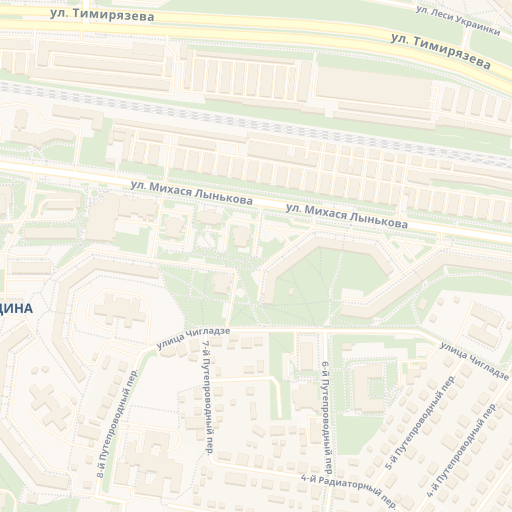 ул. Тимирязева
ул. Леси Украинки
ул. Тимирязева
ул. Михася Лынькова
ул. Михася Лынькова
ЩИНА
улица Чигладзе
улица Чигладзе
7-й Путепроводный пер.
6-й Путепроводный пер.
8-й Путепроводный пер.
5-й Путепроводный пер.
4-й Путепроводный пер.
4-й Радиаторный пер.